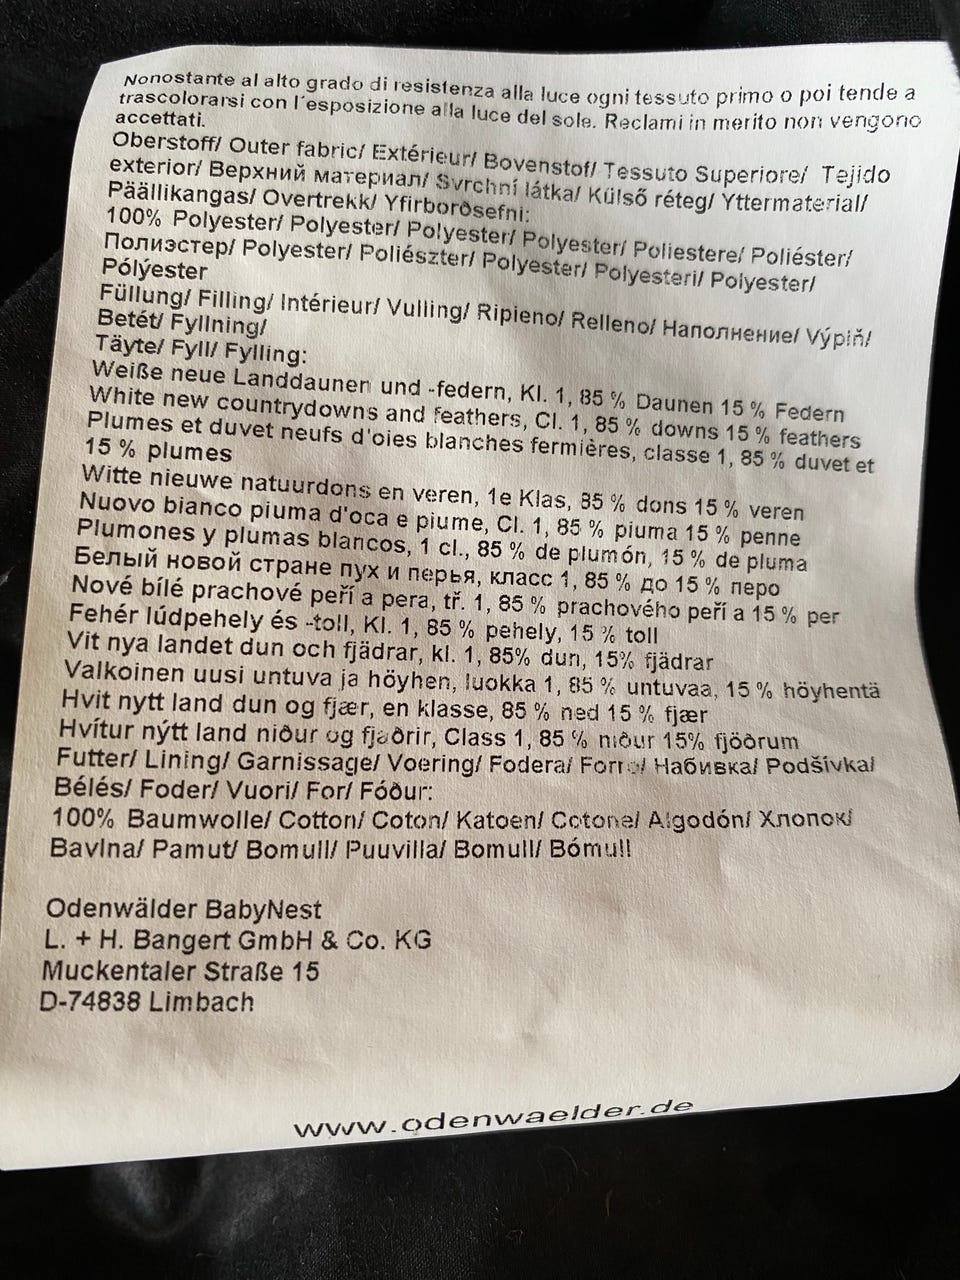 Nonostante al alto grado di resistenza alla luce ogni tessuto primo o poi tende a
trascolorarsi con l´esposizione alla luce del sole. Reclami in merito non vengono
accettati.
Oberstoff/ Outer fabric/ Extérieur/ Bovenstof/ Tessuto Superiore/ Tejido
exterior/ Верхний материал/ Svrchní látka/ Külső réteg/ Yttermaterial/
Päällikangas/ Overtrekk/ Yfirborðsefni:
100% Polyester/ Polyester/ Polyester/ Polyester/ Poliestere/ Poliéster/
Полиэстер/ Polyester/ Poliészter/ Polyester/ Polyesteri/ Polyester/
Pólýester
Füllung/ Filling/ Intérieur/ Vulling/ Ripieno/ Relleno/ Наполнение/ Výpiň/
Betét/ Fyllning/
Täyte/ Fyll/ Fylling:
Weiße neue Landdaunen und -federn, Kl. 1, 85 % Daunen 15 % Federn
White new countrydowns and feathers, Cl. 1, 85 % downs 15 % feathers
Plumes et duvet neufs d'oies blanches fermières, classe 1, 85 % duvet et
15 % plumes
Witte nieuwe natuurdons en veren, 1e Klas, 85 % dons 15 % veren
Nuovo bianco piuma d'oca e piume, Cl. 1, 85 % piuma 15 % penne
Plumones y plumas blancos, 1 cl., 85 % de plumón, 15 % de pluma
Белый новой стране пух и перья, класс 1, 85 % до 15 % перо
Nové bílé prachové peří a pera, tř. 1, 85 % prachového peří a 15 % per
Fehér lúdpehely és -toll, Kl. 1, 85 % pehely, 15 % toll
Vit nya landet dun och fjädrar, kl. 1, 85% dun, 15% fjädrar
Valkoinen uusi untuva ja höyhen, luokka 1, 85 % untuvaa, 15 % höyhentä
Hvit nytt land dun og fjær, en klasse, 85 % ned 15 % fjær
Hvítur nýtt land niður og fjaðrir, Class 1, 85 % niður 15% fjöðrum
Futter/ Lining/ Garnissage/ Voering/ Fodera/ Forro/ Набивка/ Podšívka/
Bélés/ Foder/ Vuori/ For/ Fóður:
100% Baumwolle/ Cotton/ Coton/ Katoen/ Cotone/ Algodón/ Хлопок/
Bavlna/ Pamut/ Bomull/ Puuvilla/ Bomull/ Bómull
Odenwälder BabyNest
L. + H. Bangert GmbH & Co. KG
Muckentaler Straße 15
D-74838 Limbach
www.odenwaelder.de